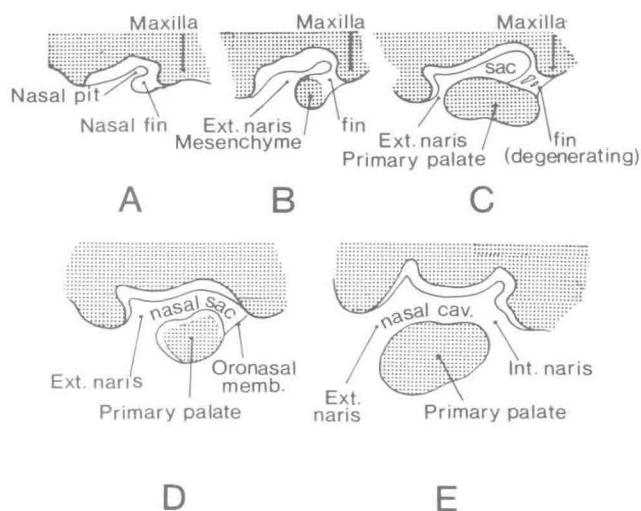 Maxilla
Nasal pit
Nasal fin
A
Maxilla
Ext. naris
Mesenchyme
fin
B
Maxilla
sac
Ext. naris
Primary palate
fin
(degenerating)
C
nasal sac
Ext. naris
Oronasal
memb.
Primary palate
D
nasal cav.
Ext.
naris
Int. naris
Primary palate
E